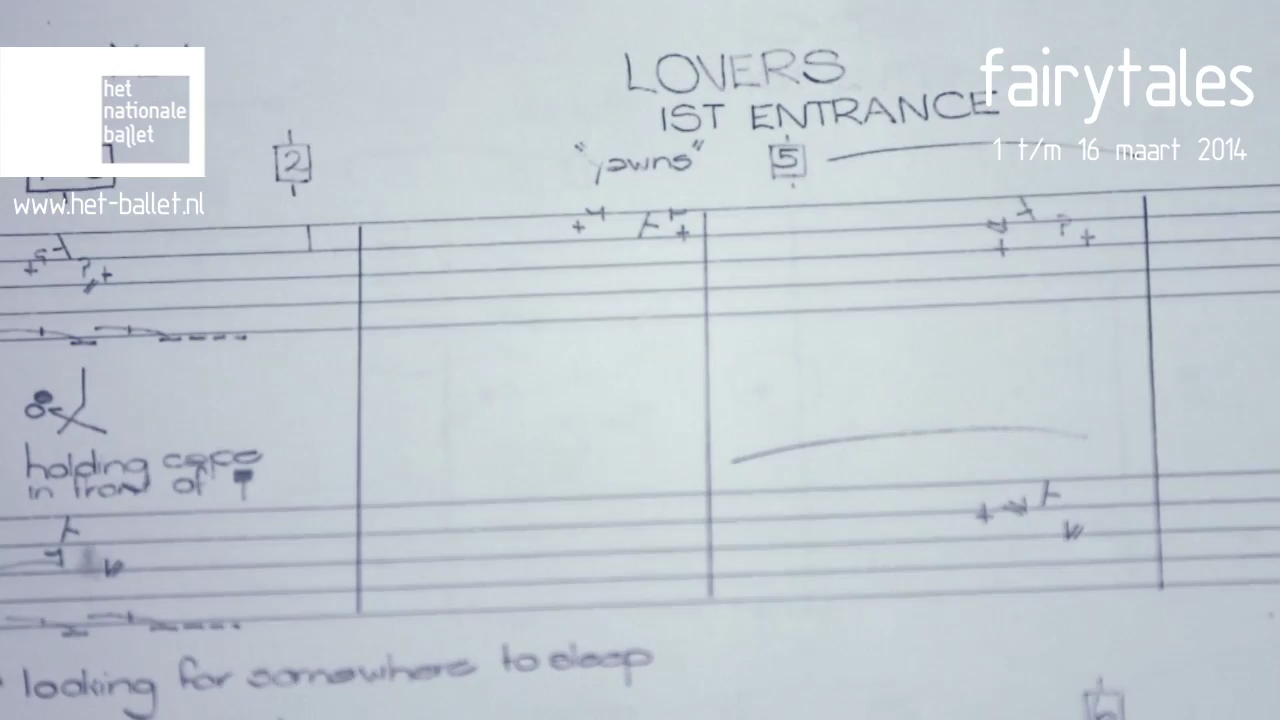 het
nationale
ballet
www.het-ballet.nl
fairytales
1 t/m 16 maart 2014
LOVERS
1ST ENTRANCE
2
"yawns"
5
holding cape
in front of
looking for somewhere to sleep